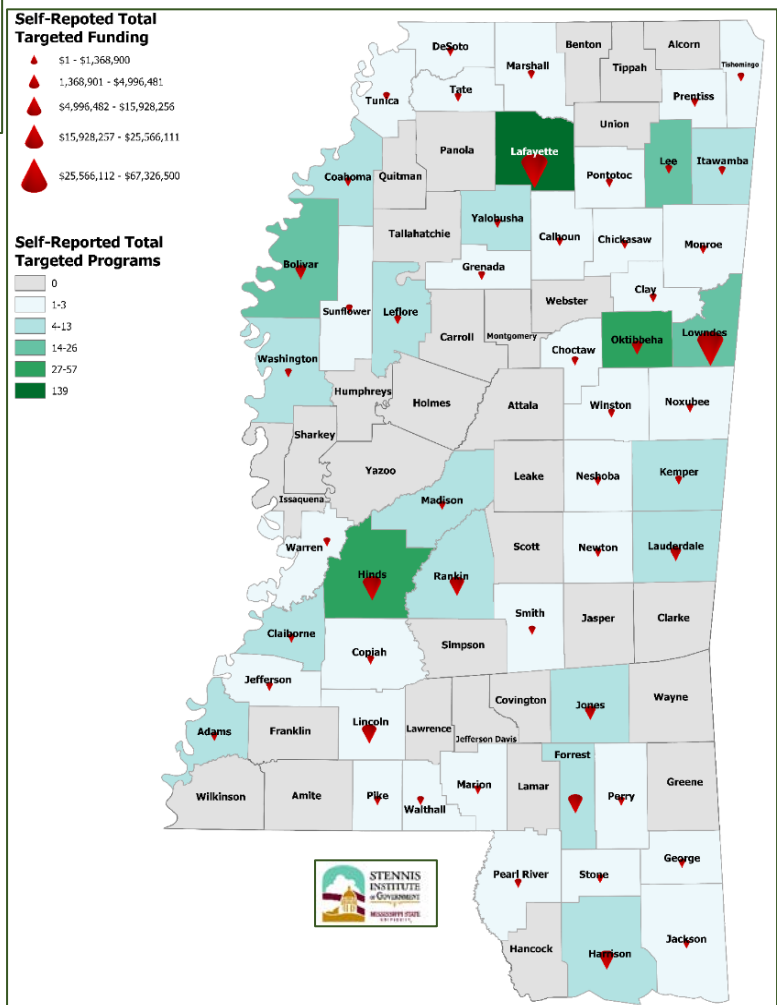 Self-Repoted Total
Targeted Funding
$1 - $1,368,900
1,368,901 - $4,996,481
$4,996,482 - $15,928,256
$15,928,257 - $25,566,111
$25,566,112 - $67,326,500
Self-Reported Total
Targeted Programs
0
1-3
4-13
14-26
27-57
139
DeSoto
Marshall
Benton
Alcorn
Tippah
Tishomingo
Tunica
Tate
Prentiss
Union
Panola
Lafayette
Lee
Itawamba
Pontotoc
Coahoma
Quitman
Yalobusha
Tallahatchie
Calhoun
Chickasaw
Monroe
Bolivar
Grenada
Clay
Sunflower
Leflore
Webster
Carroll
Montgomery
Choctaw
Oktibbeha
Lowndes
Washington
Humphreys
Holmes
Attala
Winston
Noxubee
Sharkey
Yazoo
Leake
Neshoba
Kemper
Issaquena
Madison
Warren
Hinds
Rankin
Scott
Newton
Lauderdale
Claiborne
Copiah
Simpson
Smith
Jasper
Clarke
Jefferson
Adams
Franklin
Lincoln
Lawrence
Jefferson Davis
Covington
Jones
Wayne
Wilkinson
Amite
Pike
Walthall
Marion
Lamar
Forrest
Perry
Greene
Pearl River
Stone
George
Hancock
Harrison
Jackson
STENNIS
INSTITUTE
OF GOVERNMENT
MISSISSIPPI STATE